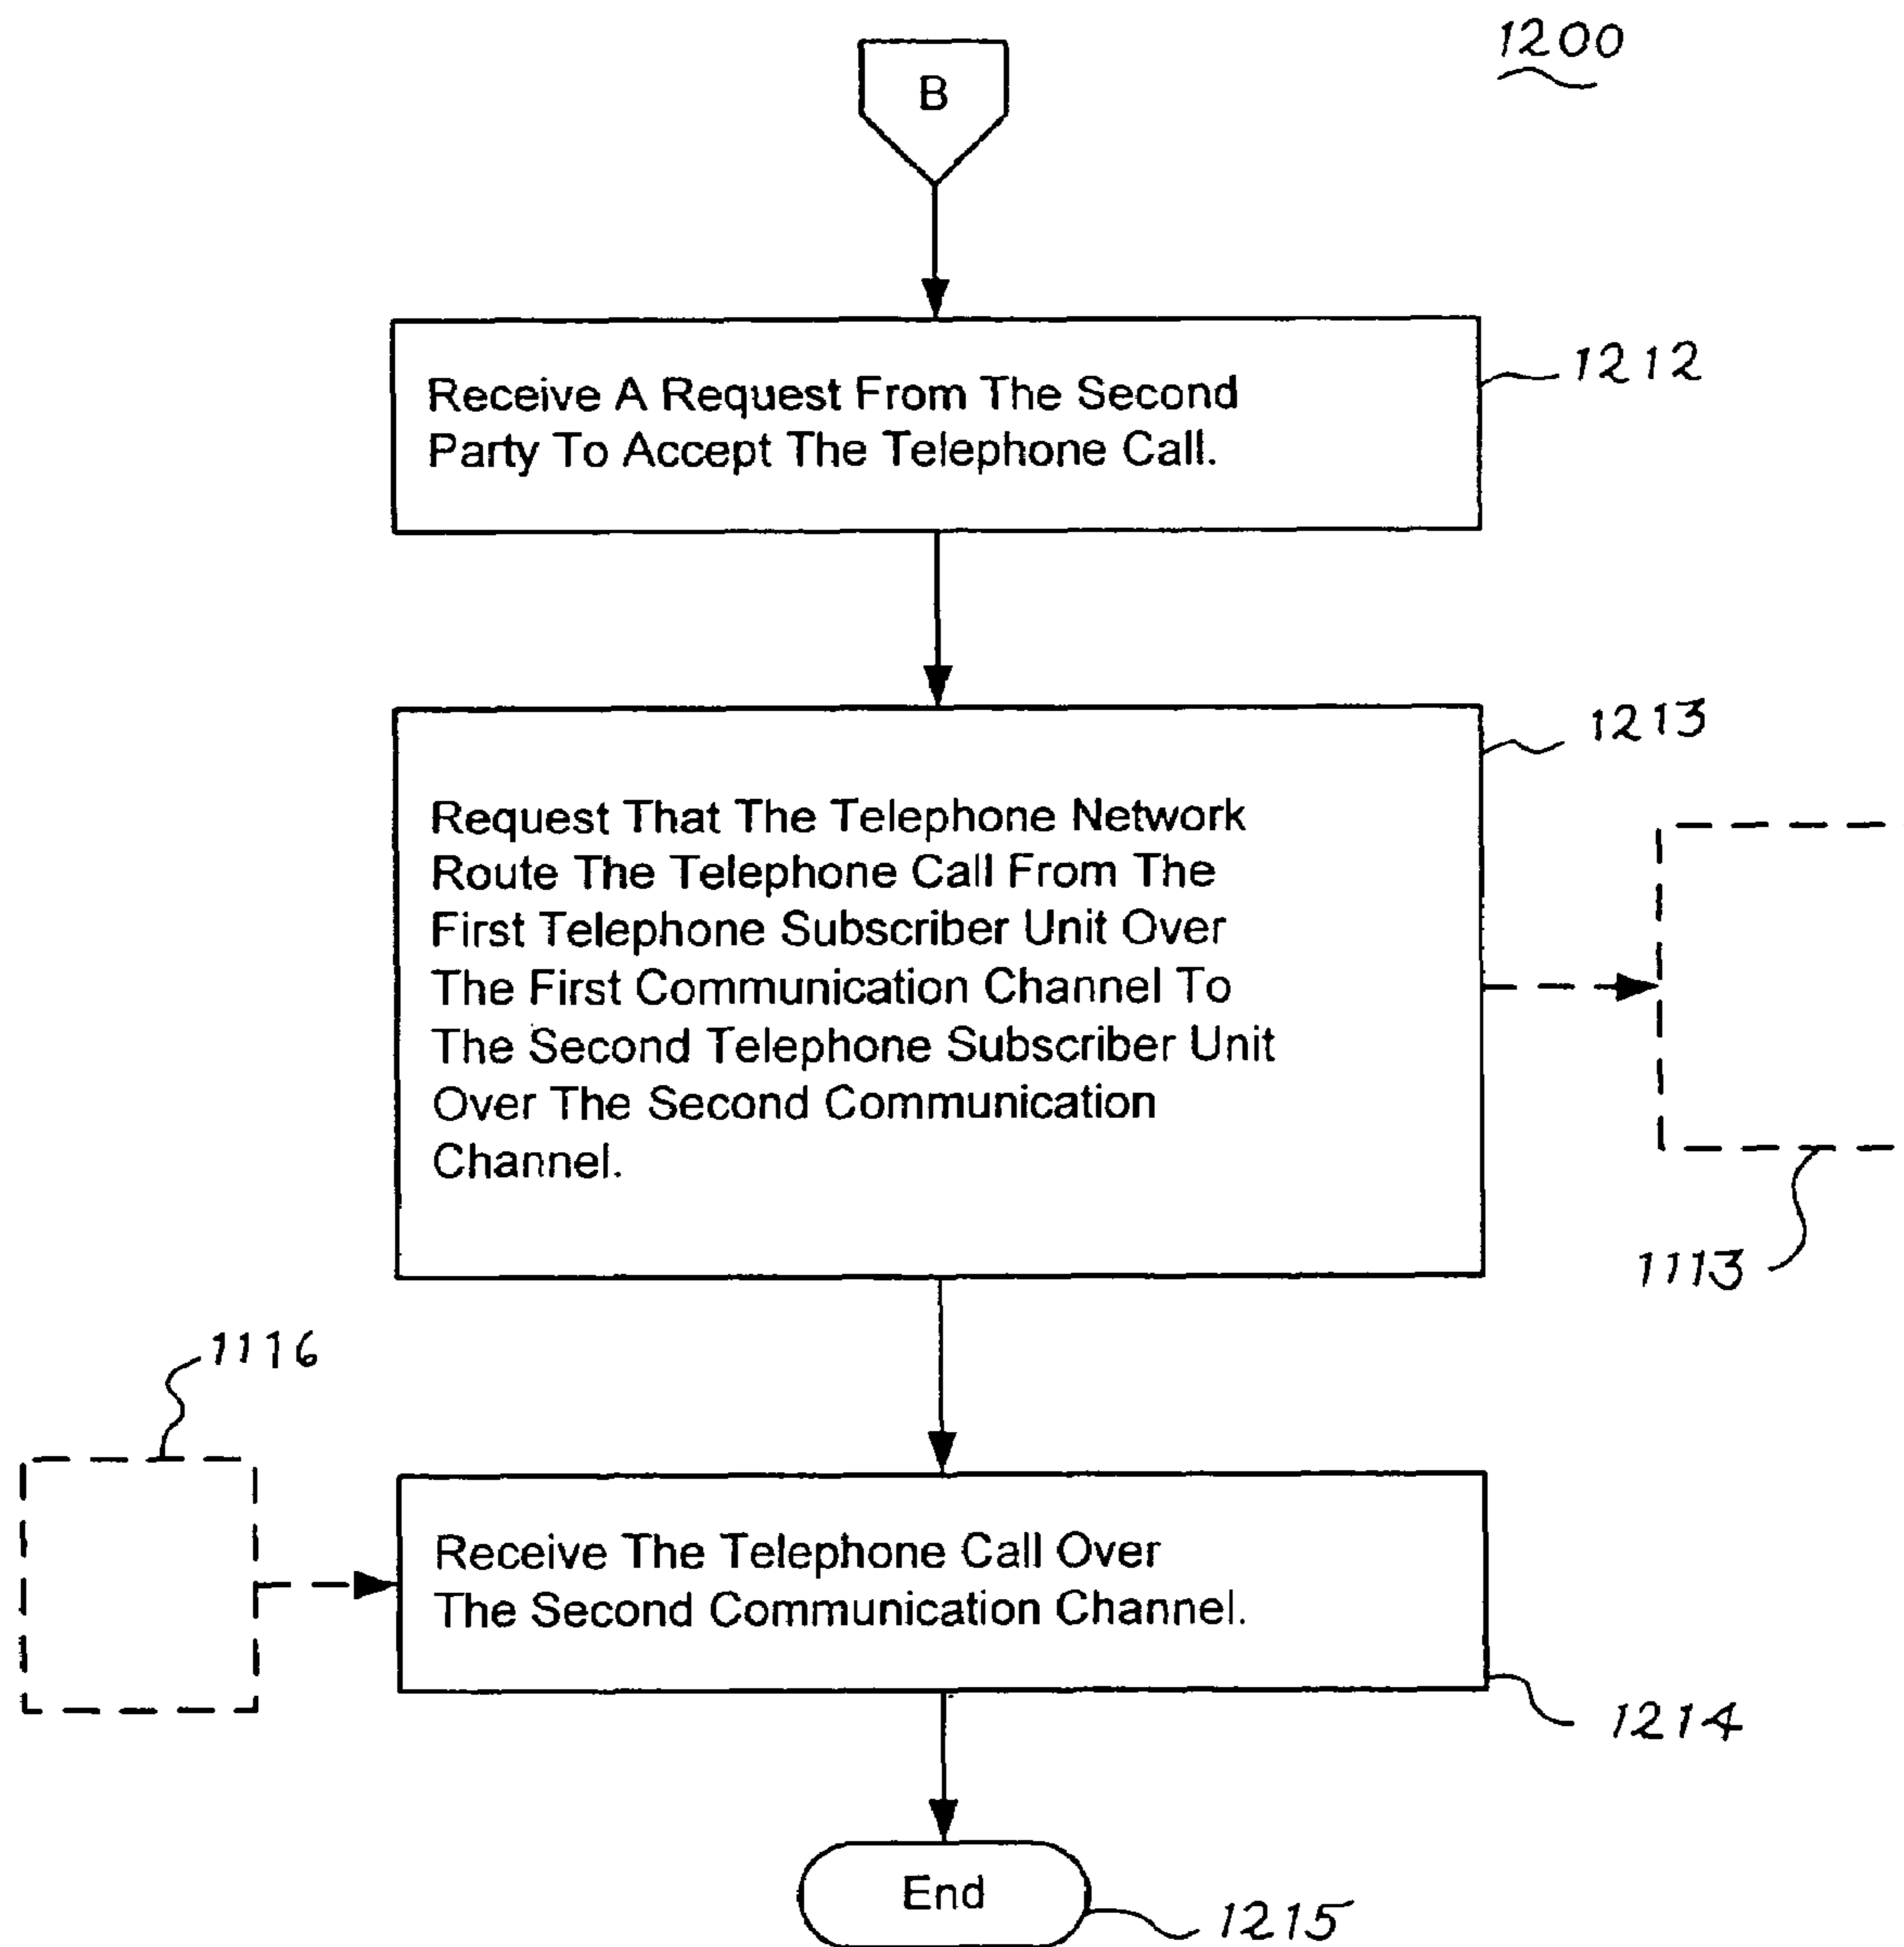 1200
B
Receive A Request From The Second
Party To Accept The Telephone Call.
1212
1213
Request That The Telephone Network
Route The Telephone Call From The
First Telephone Subscriber Unit Over
The First Communication Channel To
The Second Telephone Subscriber Unit
Over The Second Communication
Channel.
1113
1116
Receive The Telephone Call Over
The Second Communication Channel.
1214
End
1215